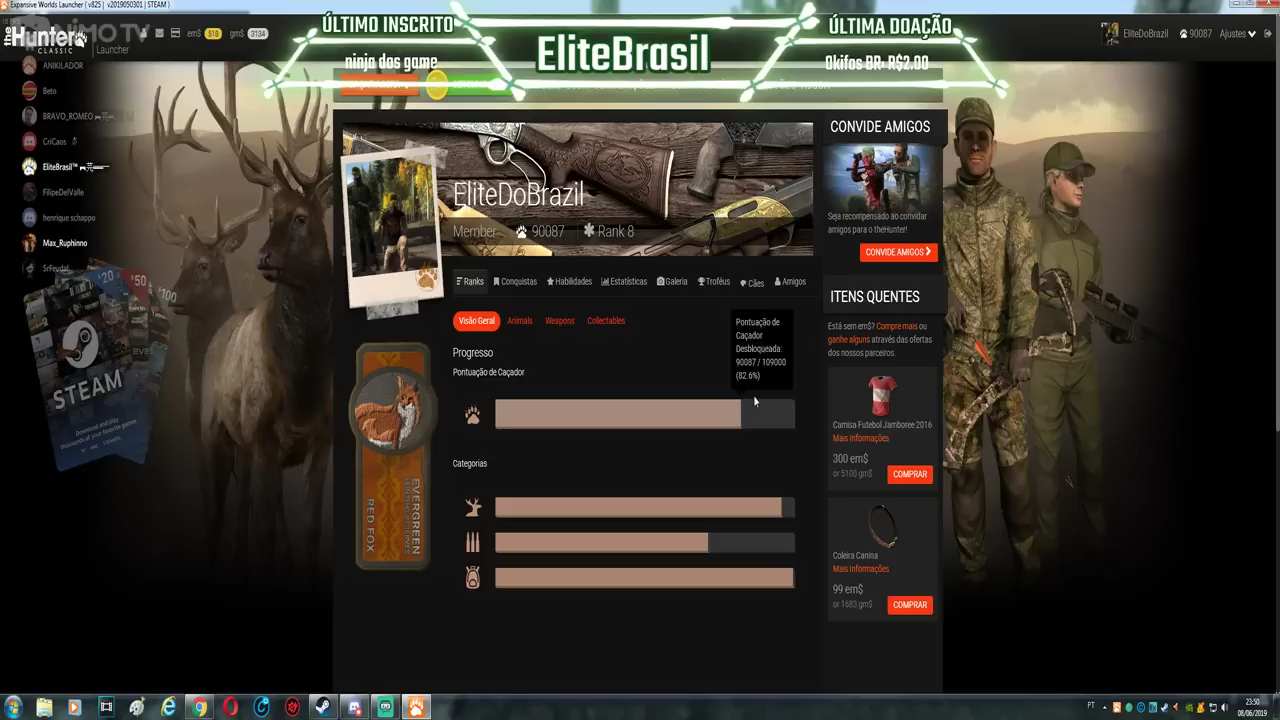 Expansive Worlds Launcher ( v825 | v2019050301 | STEAM )
theHunter
CLASSIC
Launcher
em$ 518
gm$ 3134
ÚLTIMO INSCRITO
ninja dos game
EliteBrasil
ÚLTIMA DOAÇÃO
Okifos BR: R$2.00
EliteDoBrazil
90087
Ajustes
ANIKILADOR
Beto
BRAVO_ROMEO
CriCaos
EliteBrasil™
FilipeDelValle
henrique schappo
Max_Ruphinno
SrFeudal
$20
$50
$100
STEAM
EliteDoBrazil
Member
90087
Rank 8
Ranks
Conquistas
Habilidades
Estatísticas
Galeria
Troféus
Cães
Amigos
Visão Geral
Animals
Weapons
Collectables
Progresso
Pontuação de Caçador
Pontuação de
Caçador
Desbloqueada:
90087 / 109000
(82.6%)
Categorias
EVERGREEN
RED FOX
CONVIDE AMIGOS
Seja recompensado ao convidar
amigos para o theHunter!
CONVIDE AMIGOS
ITENS QUENTES
Está sem em$? Compre mais ou
ganhe alguns através das ofertas
dos nossos parceiros.
Camisa Futebol Jamboree 2016
Mais Informações
300 em$
or 5100 gm$
COMPRAR
Coleira Canina
Mais Informações
99 em$
or 1683 gm$
COMPRAR
PT
23:50
08/06/2019